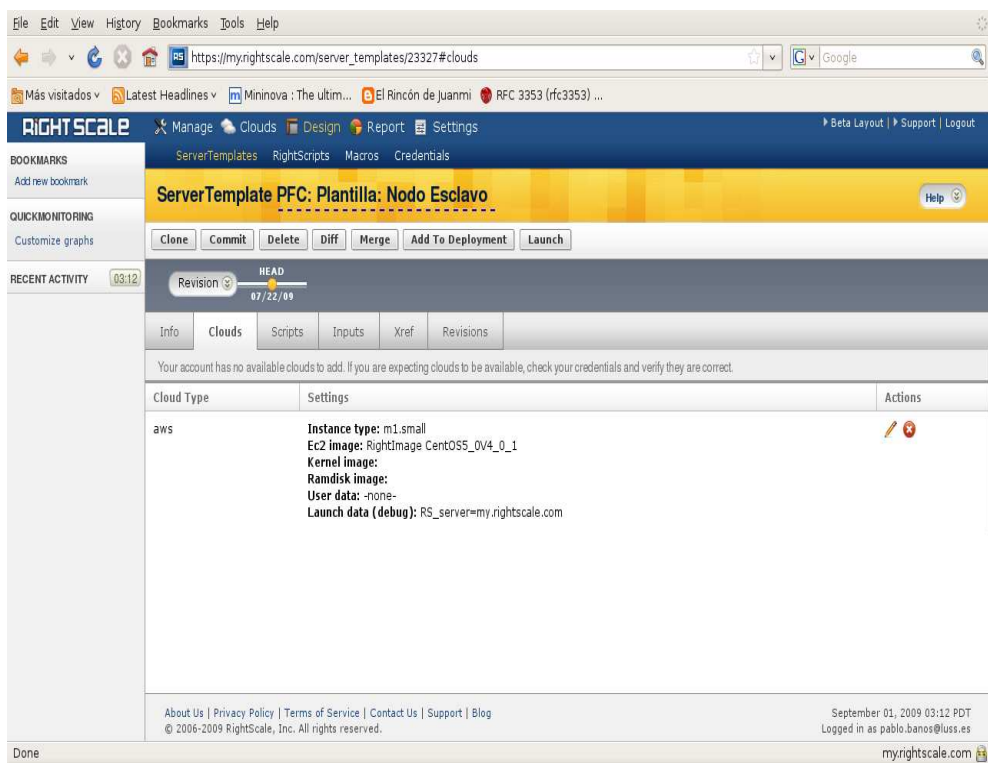 File Edit View History Bookmarks Tools Help
https://my.rightscale.com/server_templates/23327#clouds
Google
Más visitados Latest Headlines Mininova : The ultim... El Rincón de Juanmi RFC 3353 (rfc3353) ...
RIGHTSCALE Manage Clouds Design Report Settings Beta Layout | Support | Logout
ServerTemplates RightScripts Macros Credentials
BOOKMARKS
Add new bookmark
QUICKMONITORING
Customize graphs
RECENT ACTIVITY 03:12
ServerTemplate PFC: Plantilla: Nodo Esclavo
Help
Clone Commit Delete Diff Merge Add To Deployment Launch
Revision HEAD
07/22/09
Info Clouds Scripts Inputs Xref Revisions
Your account has no available clouds to add. If you are expecting clouds to be available, check your credentials and verify they are correct.
Cloud Type Settings Actions
aws Instance type: m1.small
Ec2 image: RightImage CentOS5_0V4_0_1
Kernel image:
Ramdisk image:
User data: -none-
Launch data (debug): RS_server=my.rightscale.com
About Us | Privacy Policy | Terms of Service | Contact Us | Support | Blog
© 2006-2009 RightScale, Inc. All rights reserved.
September 01, 2009 03:12 PDT
Logged in as pablo.banos@luss.es
Done my.rightscale.com